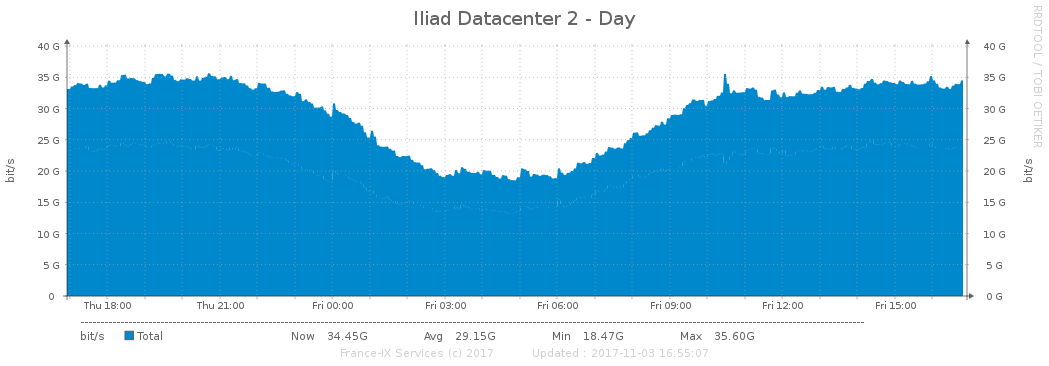 Iliad Datacenter 2 - Day
RRDTOOL / TOBI OETIKER
bit/s
40 G 40 G
35 G 35 G
30 G 30 G
25 G 25 G
20 G 20 G
15 G 15 G
10 G 10 G
5 G 5 G
0 0 G
bit/s
Thu 18:00 Thu 21:00 Fri 00:00 Fri 03:00 Fri 06:00 Fri 09:00 Fri 12:00 Fri 15:00
bit/s Total Now 34.45G Avg 29.15G Min 18.47G Max 35.60G
France-IX Services (c) 2017 Updated : 2017-11-03 16:55:07